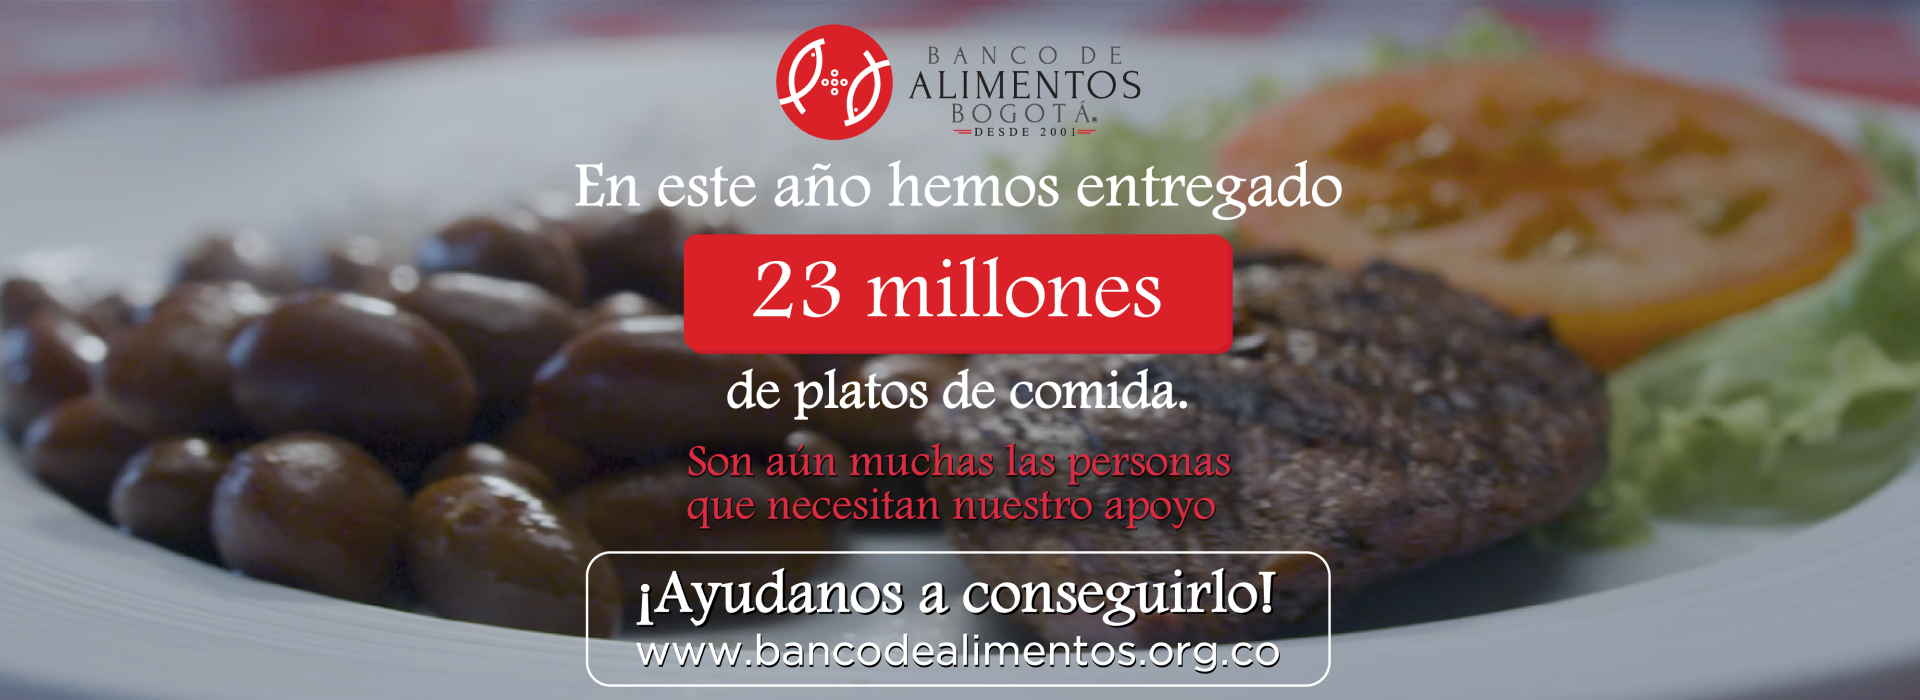 BANCO DE
ALIMENTOS
BOGOTÁ®
DESDE 2001
En este año hemos entregado
23 millones
de platos de comida.
Son aún muchas las personas
que necesitan nuestro apoyo
¡Ayudanos a conseguirlo!
www.bancodealimentos.org.co